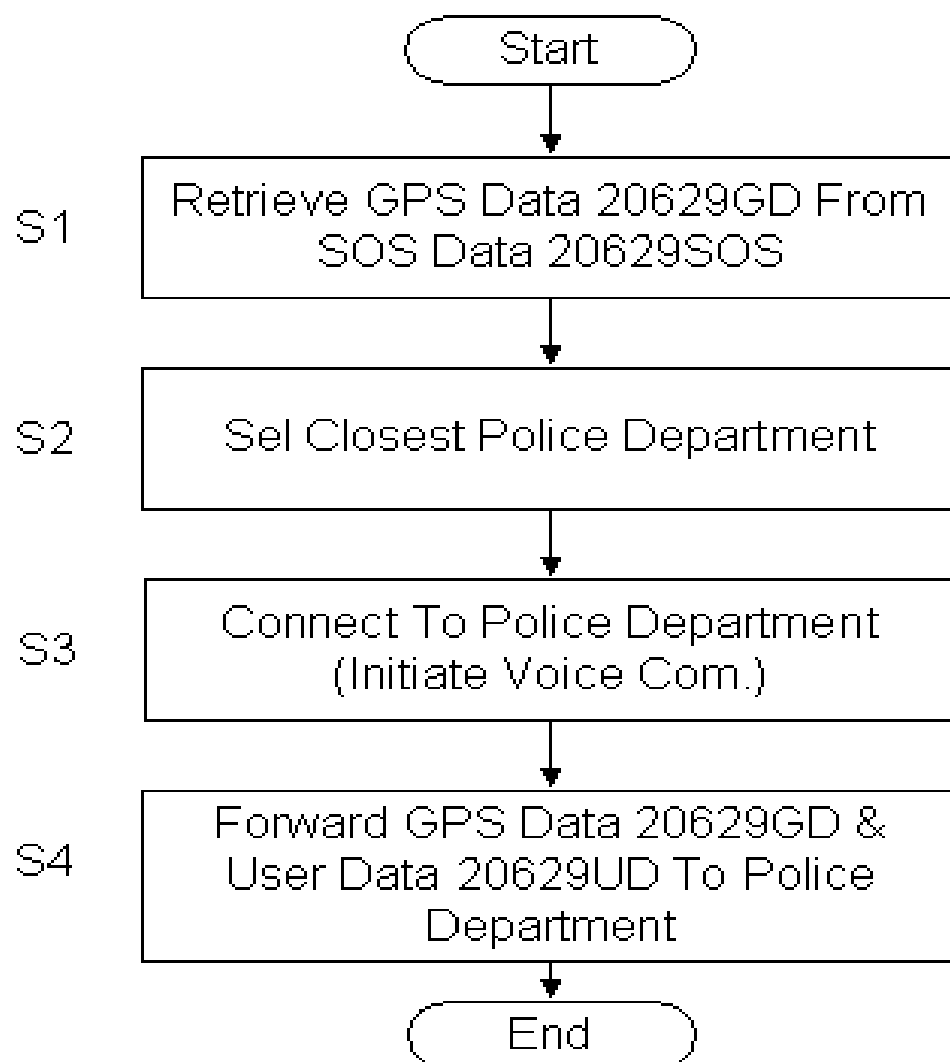 Start
S1
Retrieve GPS Data 20629GD From
SOS Data 20629SOS
S2
Sel Closest Police Department
S3
Connect To Police Department
(Initiate Voice Com.)
S4
Forward GPS Data 20629GD &
User Data 20629UD To Police
Department
End